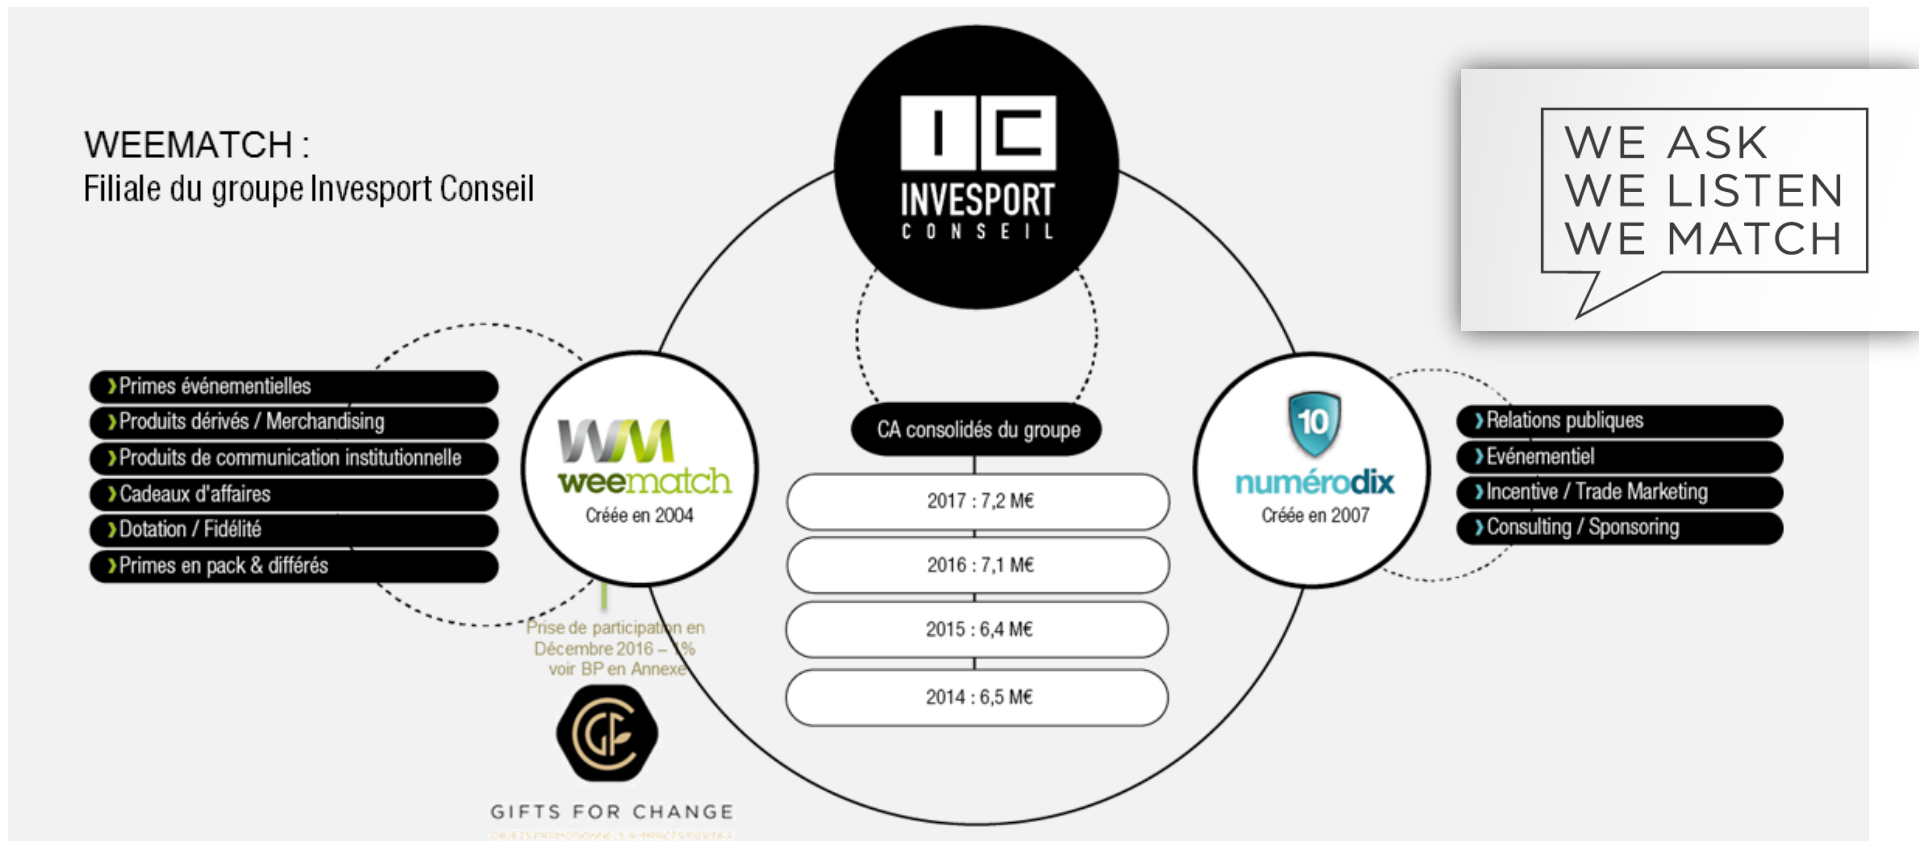 WEEMATCH :
Filiale du groupe Invesport Conseil
IC
INVESPORT
CONSEIL
WE ASK
WE LISTEN
WE MATCH
Primes événementielles
Produits dérivés / Merchandising
Produits de communication institutionnelle
Cadeaux d'affaires
Dotation / Fidélité
Primes en pack & différés
WM
weematch
Créée en 2004
Prise de participation en
Décembre 2016 – 1%
voir BP en Annexe
GFC
GIFTS FOR CHANGE
CA consolidés du groupe
2017 : 7,2 M€
2016 : 7,1 M€
2015 : 6,4 M€
2014 : 6,5 M€
10
numérodix
Créée en 2007
Relations publiques
Evénementiel
Incentive / Trade Marketing
Consulting / Sponsoring